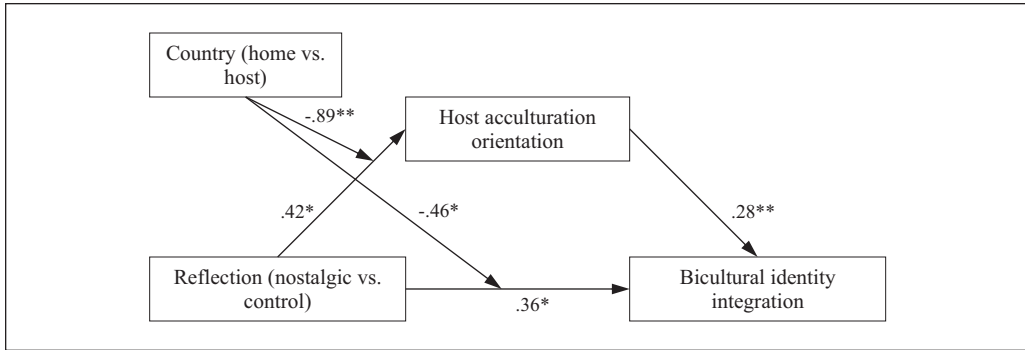 Country (home vs.
host)
-.89**
Host acculturation
orientation
.42*
-.46*
.28**
Reflection (nostalgic vs.
control)
.36*
Bicultural identity
integration